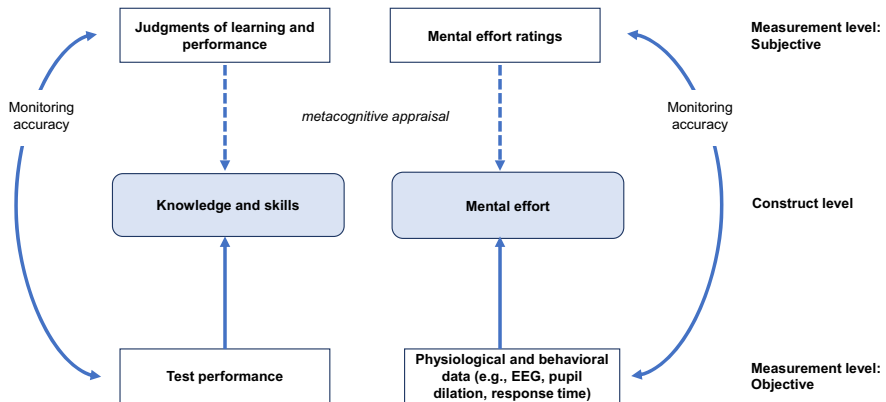 Judgments of learning and
performance
Mental effort ratings
Measurement level:
Subjective
Monitoring
accuracy
metacognitive appraisal
Monitoring
accuracy
Knowledge and skills
Mental effort
Construct level
Test performance
Physiological and behavioral
data (e.g., EEG, pupil
dilation, response time)
Measurement level:
Objective